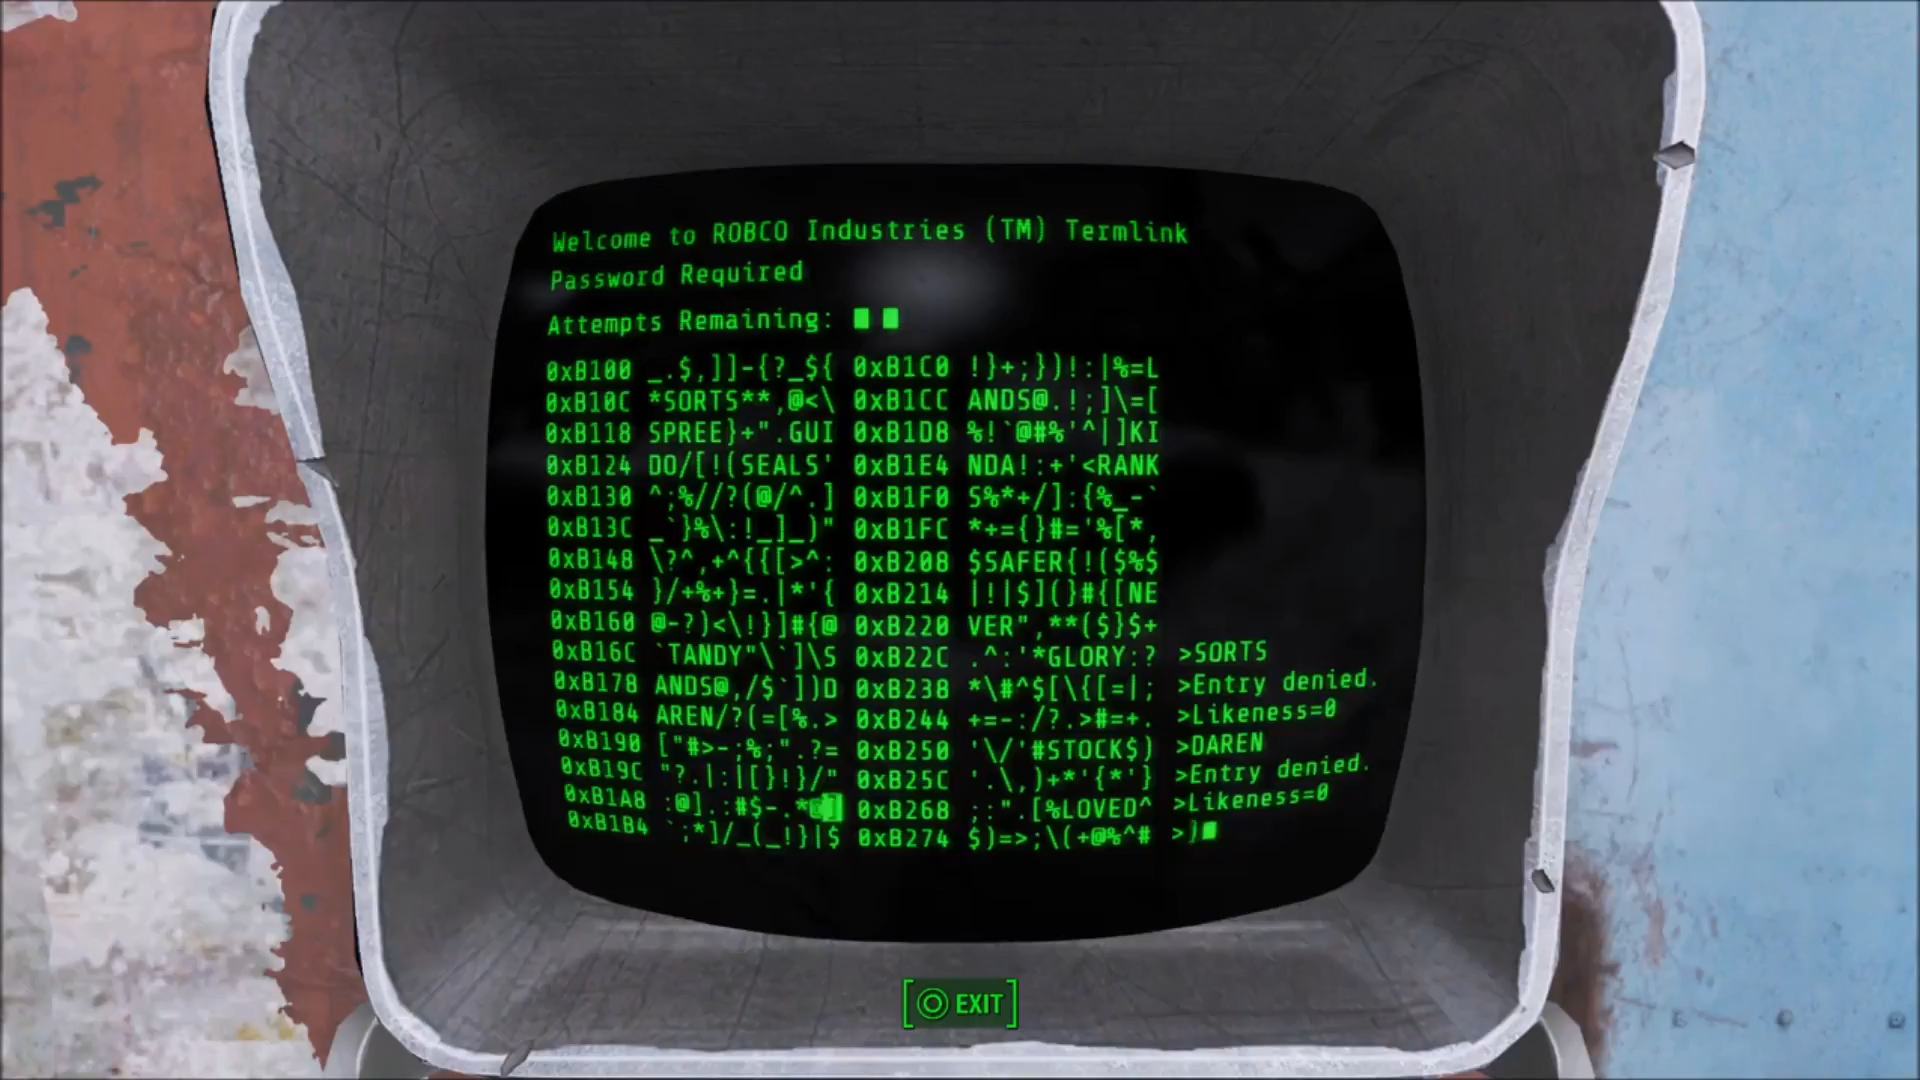 Welcome to ROBCO Industries (TM) Termlink
Password Required
Attempts Remaining: ■ ■
0xB100 _.$,]]-{?_${ 0xB1C0 !}+;})!:|%=L
0xB10C *SORTS**,@<\ 0xB1CC ANDS@.!;]\=[
0xB118 SPREE}+".GUI 0xB1D8 %!`@#%'^|]KI
0xB124 DO/[!(SEALS' 0xB1E4 NDA!:+'<RANK
0xB130 ^;%//?(@/^.] 0xB1F0 S%*+/]:{%_-`
0xB13C _`}%\:!_]_)" 0xB1FC *+={}#='%[*,
0xB148 \?^,+^{{[>^: 0xB208 $SAFER{!($%$
0xB154 }/+%+}=.|*'{ 0xB214 |!|$](}#{[NE
0xB160 @-?)<\!}]#{@ 0xB220 VER",**($}$+
0xB16C `TANDY"\`]\S 0xB22C .^:'*GLORY:? >SORTS
0xB178 ANDS@,/$`])D 0xB238 *\#^$[\{[=|; >Entry denied.
0xB184 AREN/?(=[%.> 0xB244 +=-:/?.>#=+. >Likeness=0
0xB190 ["#>-;%;".?= 0xB250 '\/'#STOCK$) >DAREN
0xB19C "?.|:|[}!}/" 0xB25C '.\,)+*'{*'} >Entry denied.
0xB1A8 :@].:#$-.*@] 0xB268 ;:".[%LOVED^ >Likeness=0
0xB1B4 `;*]/_(_!}|$ 0xB274 $)=>;\(+@%^# >)■
[EXIT]